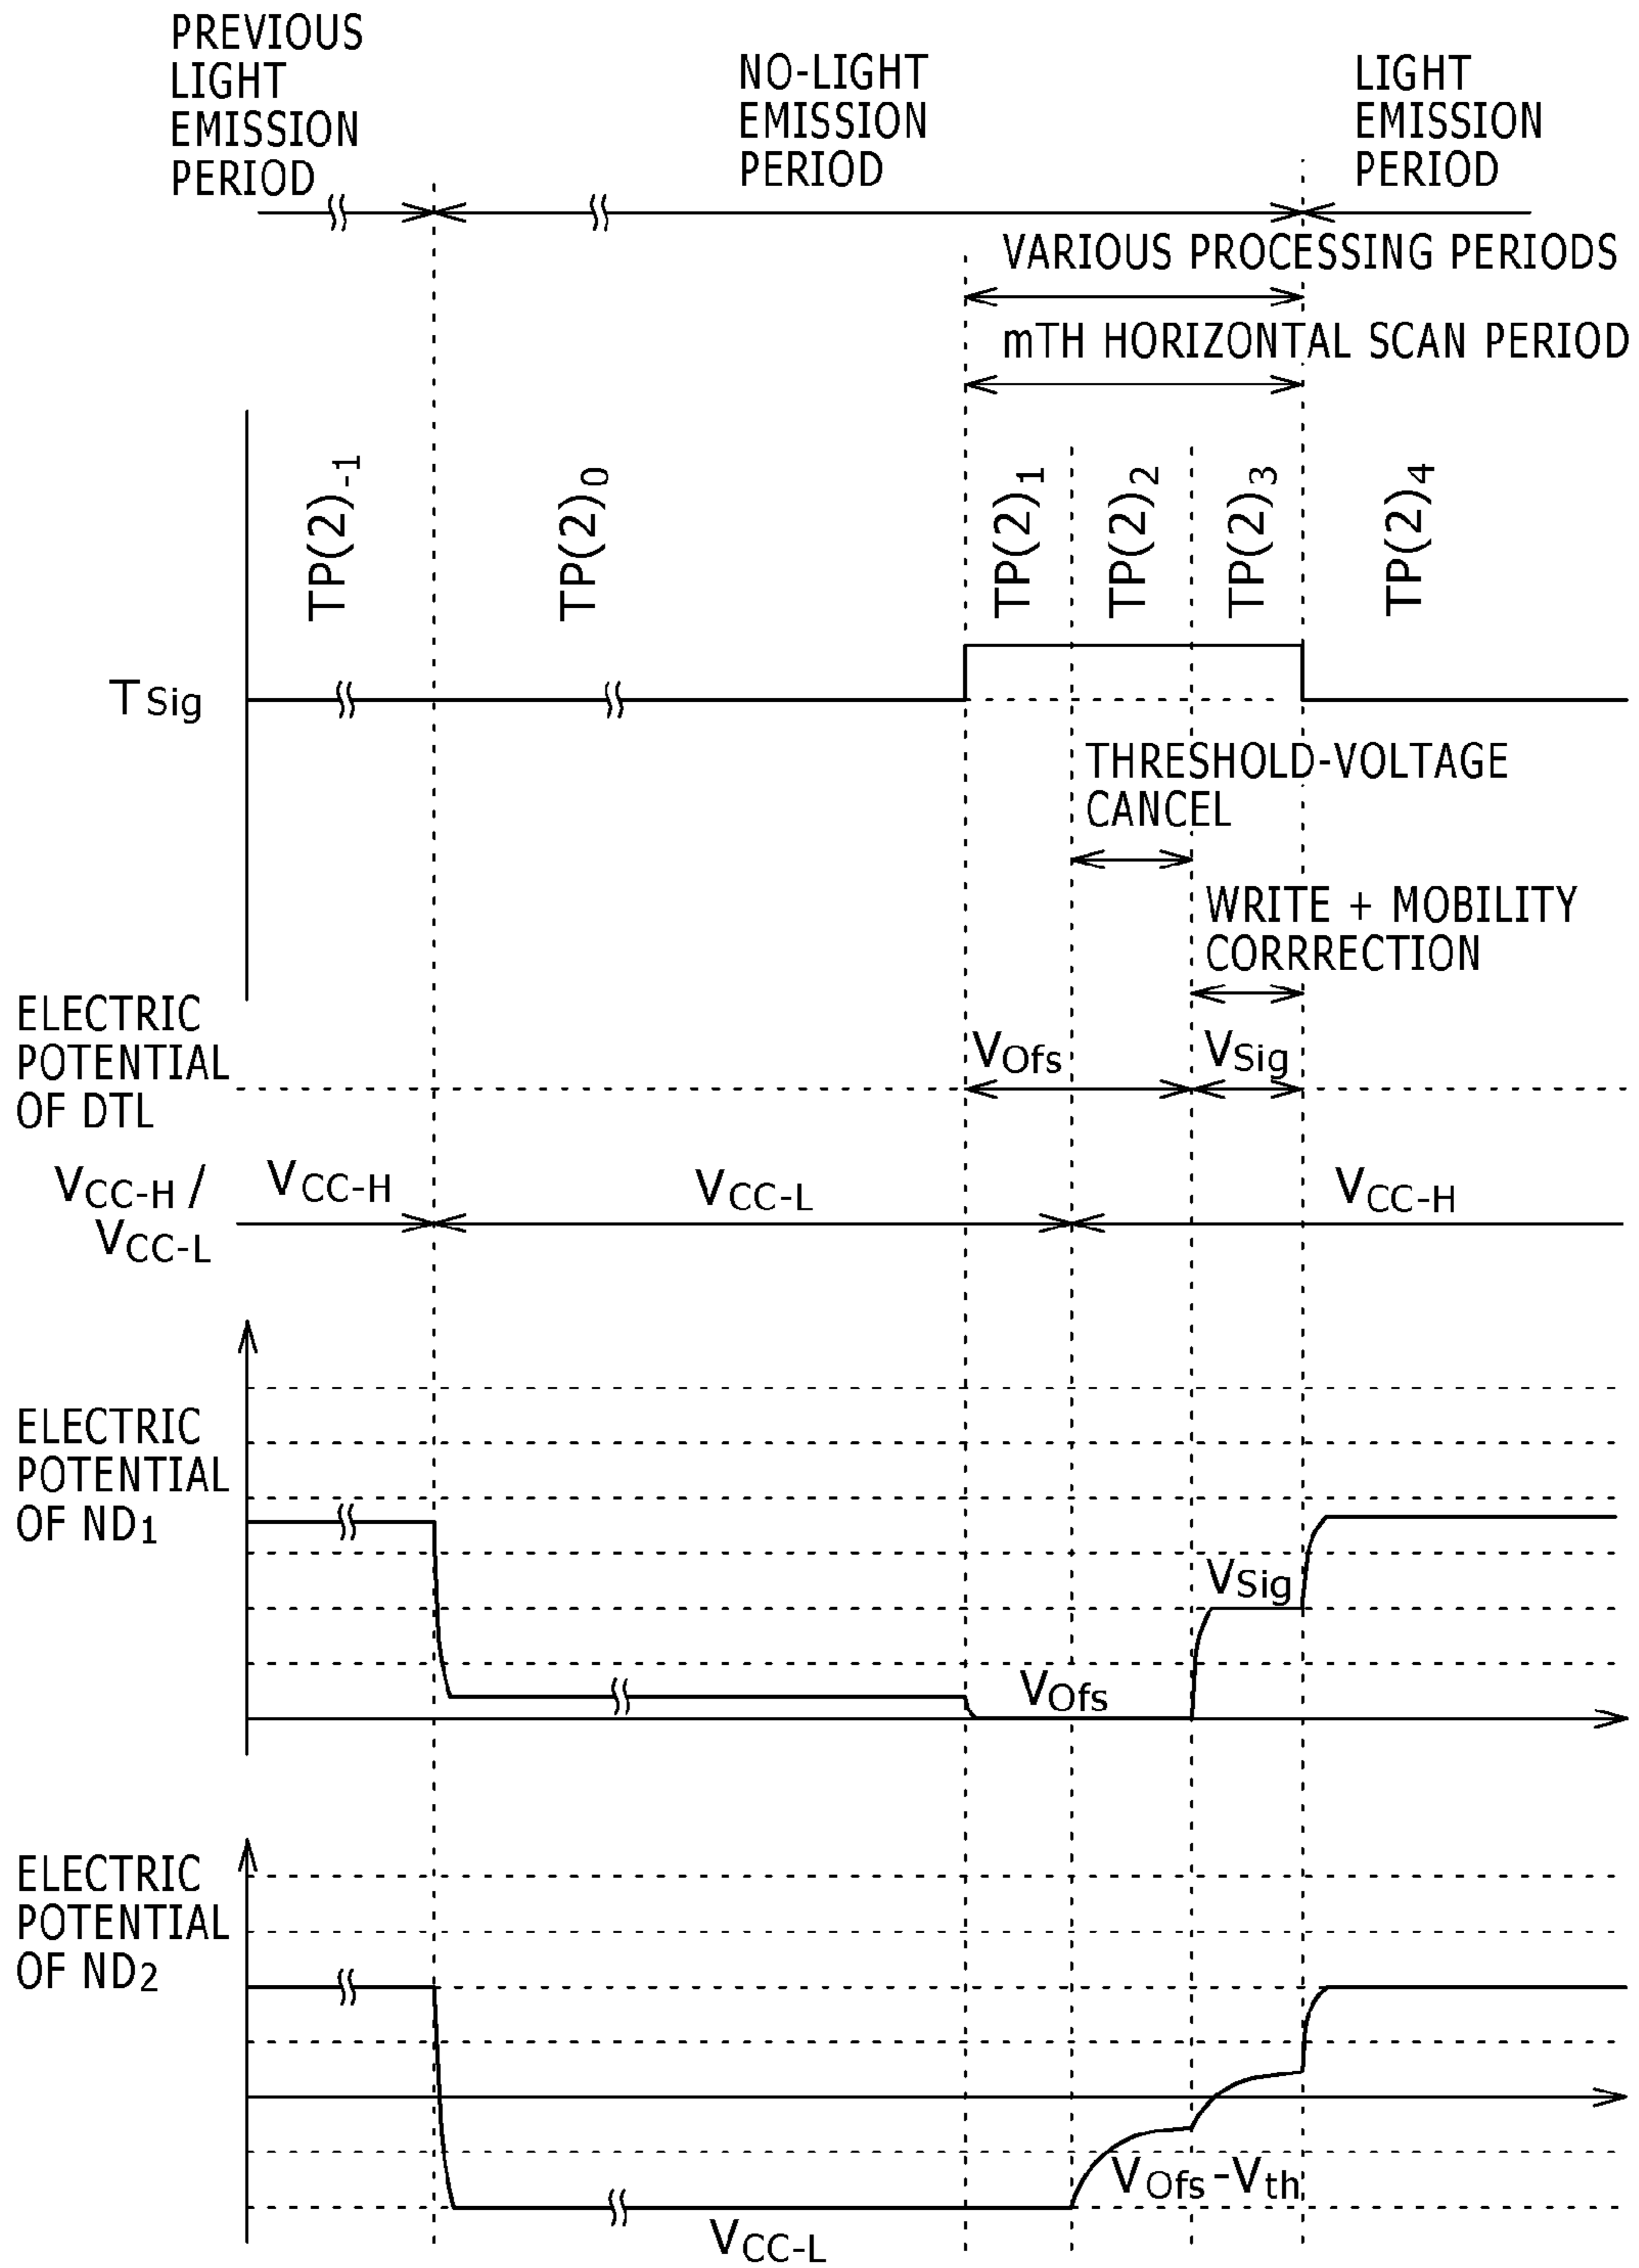 PREVIOUS
LIGHT
EMISSION
PERIOD
NO-LIGHT
EMISSION
PERIOD
LIGHT
EMISSION
PERIOD
VARIOUS PROCESSING PERIODS
mTH HORIZONTAL SCAN PERIOD
TP(2)-1
TP(2)0
TP(2)1
TP(2)2
TP(2)3
TP(2)4
TSig
THRESHOLD-VOLTAGE
CANCEL
WRITE + MOBILITY
CORRRECTION
ELECTRIC
POTENTIAL
OF DTL
VOfs
VSig
VCC-H /
VCC-L
VCC-H
VCC-L
VCC-H
ELECTRIC
POTENTIAL
OF ND1
VSig
VOfs
ELECTRIC
POTENTIAL
OF ND2
VOfs-Vth
VCC-L